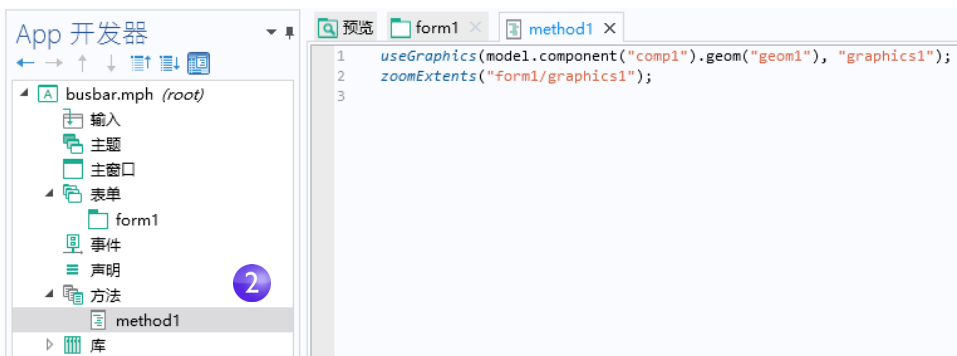 App 开发器
busbar.mph (root)
输入
主题
主窗口
表单
form1
事件
声明
方法
method1
库
2
预览 form1 method1
1 useGraphics(model.component("comp1").geom("geom1"), "graphics1");
2 zoomExtents("form1/graphics1");
3